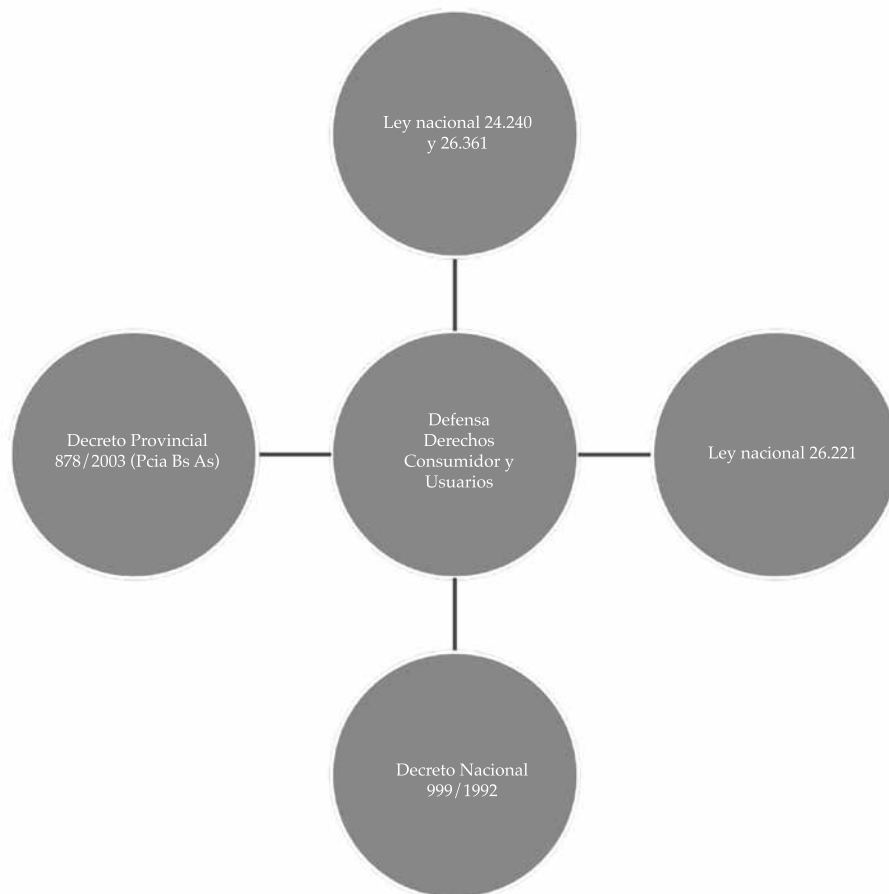 Ley nacional 24.240
y 26.361
Decreto Provincial
878/2003 (Pcia Bs As)
Defensa
Derechos
Consumidor y
Usuarios
Ley nacional 26.221
Decreto Nacional
999/1992